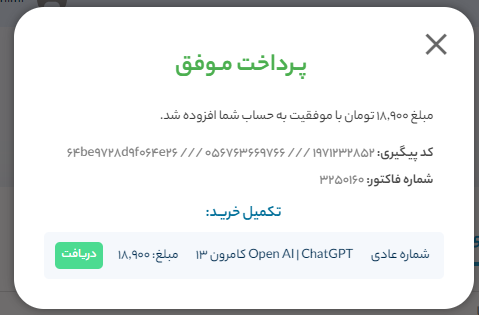 پرداخت موفق
مبلغ ۱۸,۹۰۰ تومان با موفقیت به حساب شما افزوده شد.
کد پیگیری: ۱۹۷۱۲۳۲۸۵۲ /// ۰۵۶۷۶۳۶۶۹۷۶۶ /// ۶۴be۹۷۲۸d۹f۰۶۴e۲۶
شماره فاکتور: ۳۲۵۰۱۶۰
تکمیل خرید:
شماره عادی Open AI | ChatGPT کامرون ۱۳ مبلغ: ۱۸,۹۰۰ دریافت